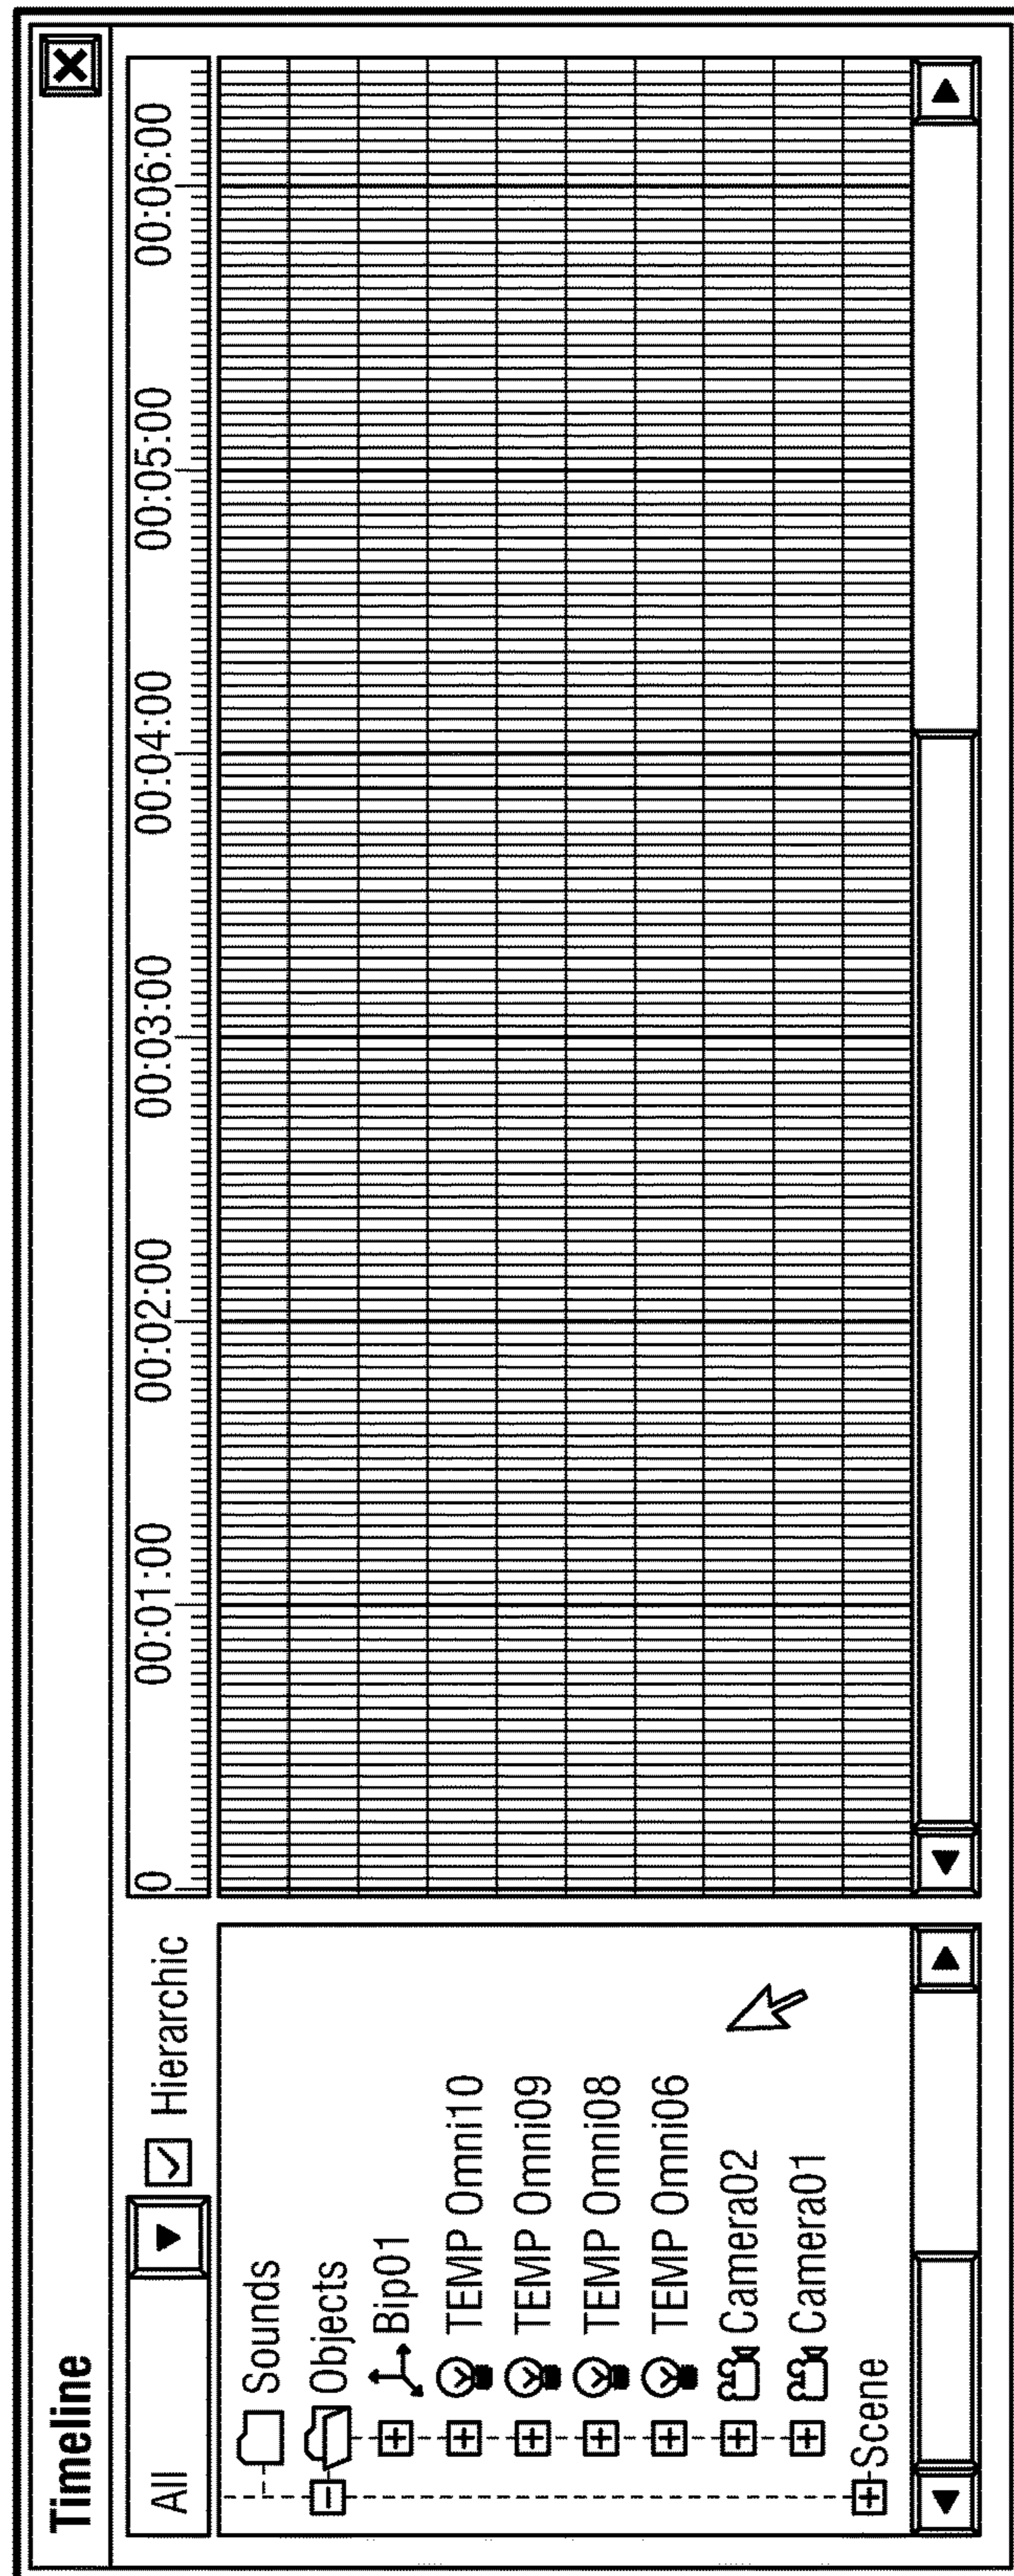 Timeline
All
Hierarchic
0 00:01:00 00:02:00 00:03:00 00:04:00 00:05:00 00:06:00
Sounds
Objects
Bip01
TEMP Omni10
TEMP Omni09
TEMP Omni08
TEMP Omni06
Camera02
Camera01
Scene